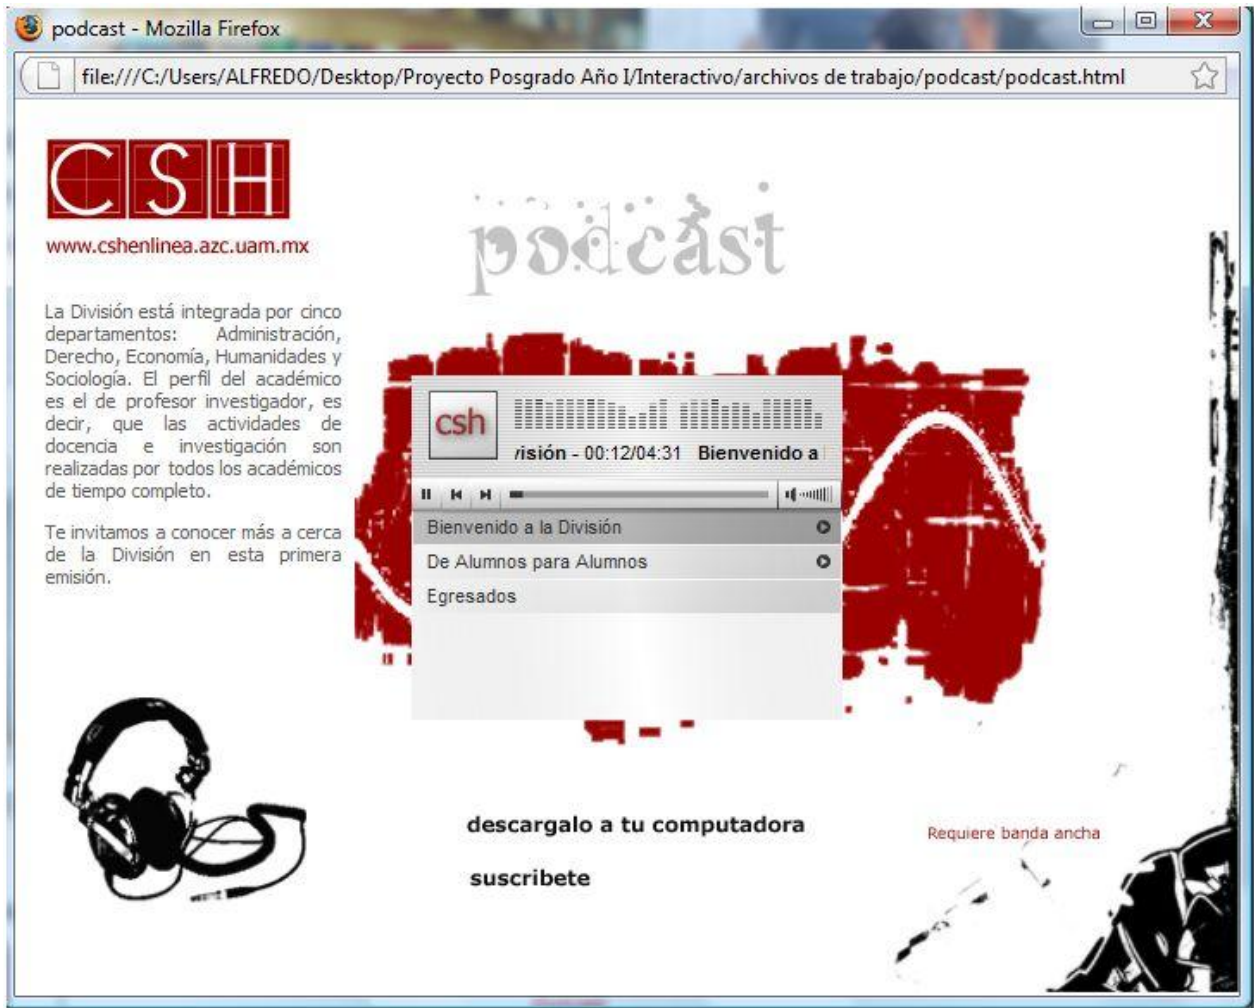 podcast - Mozilla Firefox
file:///C:/Users/ALFREDO/Desktop/Proyecto Posgrado Año I/Interactivo/archivos de trabajo/podcast/podcast.html
CSH
www.cshenlinea.azc.uam.mx
La División está integrada por cinco
departamentos: Administración,
Derecho, Economía, Humanidades y
Sociología. El perfil del académico
es el de profesor investigador, es
decir, que las actividades de
docencia e investigación son
realizadas por todos los académicos
de tiempo completo.
Te invitamos a conocer más a cerca
de la División en esta primera
emisión.
podcast
csh
visión - 00:12/04:31 Bienvenido a
Bienvenido a la División
De Alumnos para Alumnos
Egresados
descargalo a tu computadora
suscribete
Requiere banda ancha